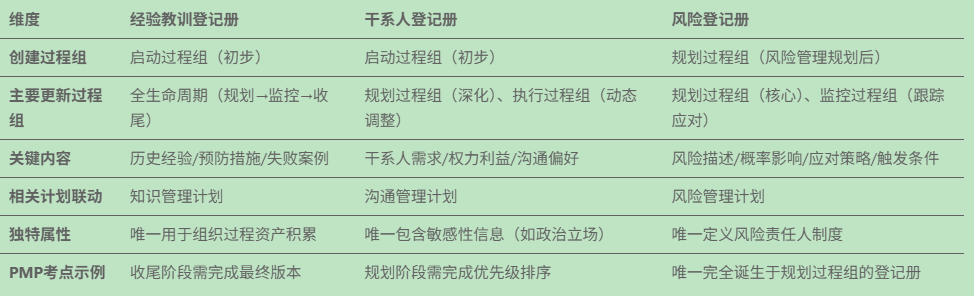 维度 经验教训登记册 干系人登记册 风险登记册
创建过程组 启动过程组（初步） 启动过程组（初步） 规划过程组（风险管理规划后）
主要更新过程 全生命周期（规划→监控→收 规划过程组（深化）、执行过程组（动态 规划过程组（核心）、监控过程组（跟踪
组 尾） 调整） 应对）
关键内容 历史经验/预防措施/失败案例 干系人需求/权力利益/沟通偏好 风险描述/概率影响/应对策略/触发条件
相关计划联动 知识管理计划 沟通管理计划 风险管理计划
独特属性 唯一用于组织过程资产积累 唯一包含敏感性信息（如政治立场） 唯一定义风险责任人制度
PMP考点示例 收尾阶段需完成最终版本 规划阶段需完成优先级排序 唯一完全诞生于规划过程组的登记册